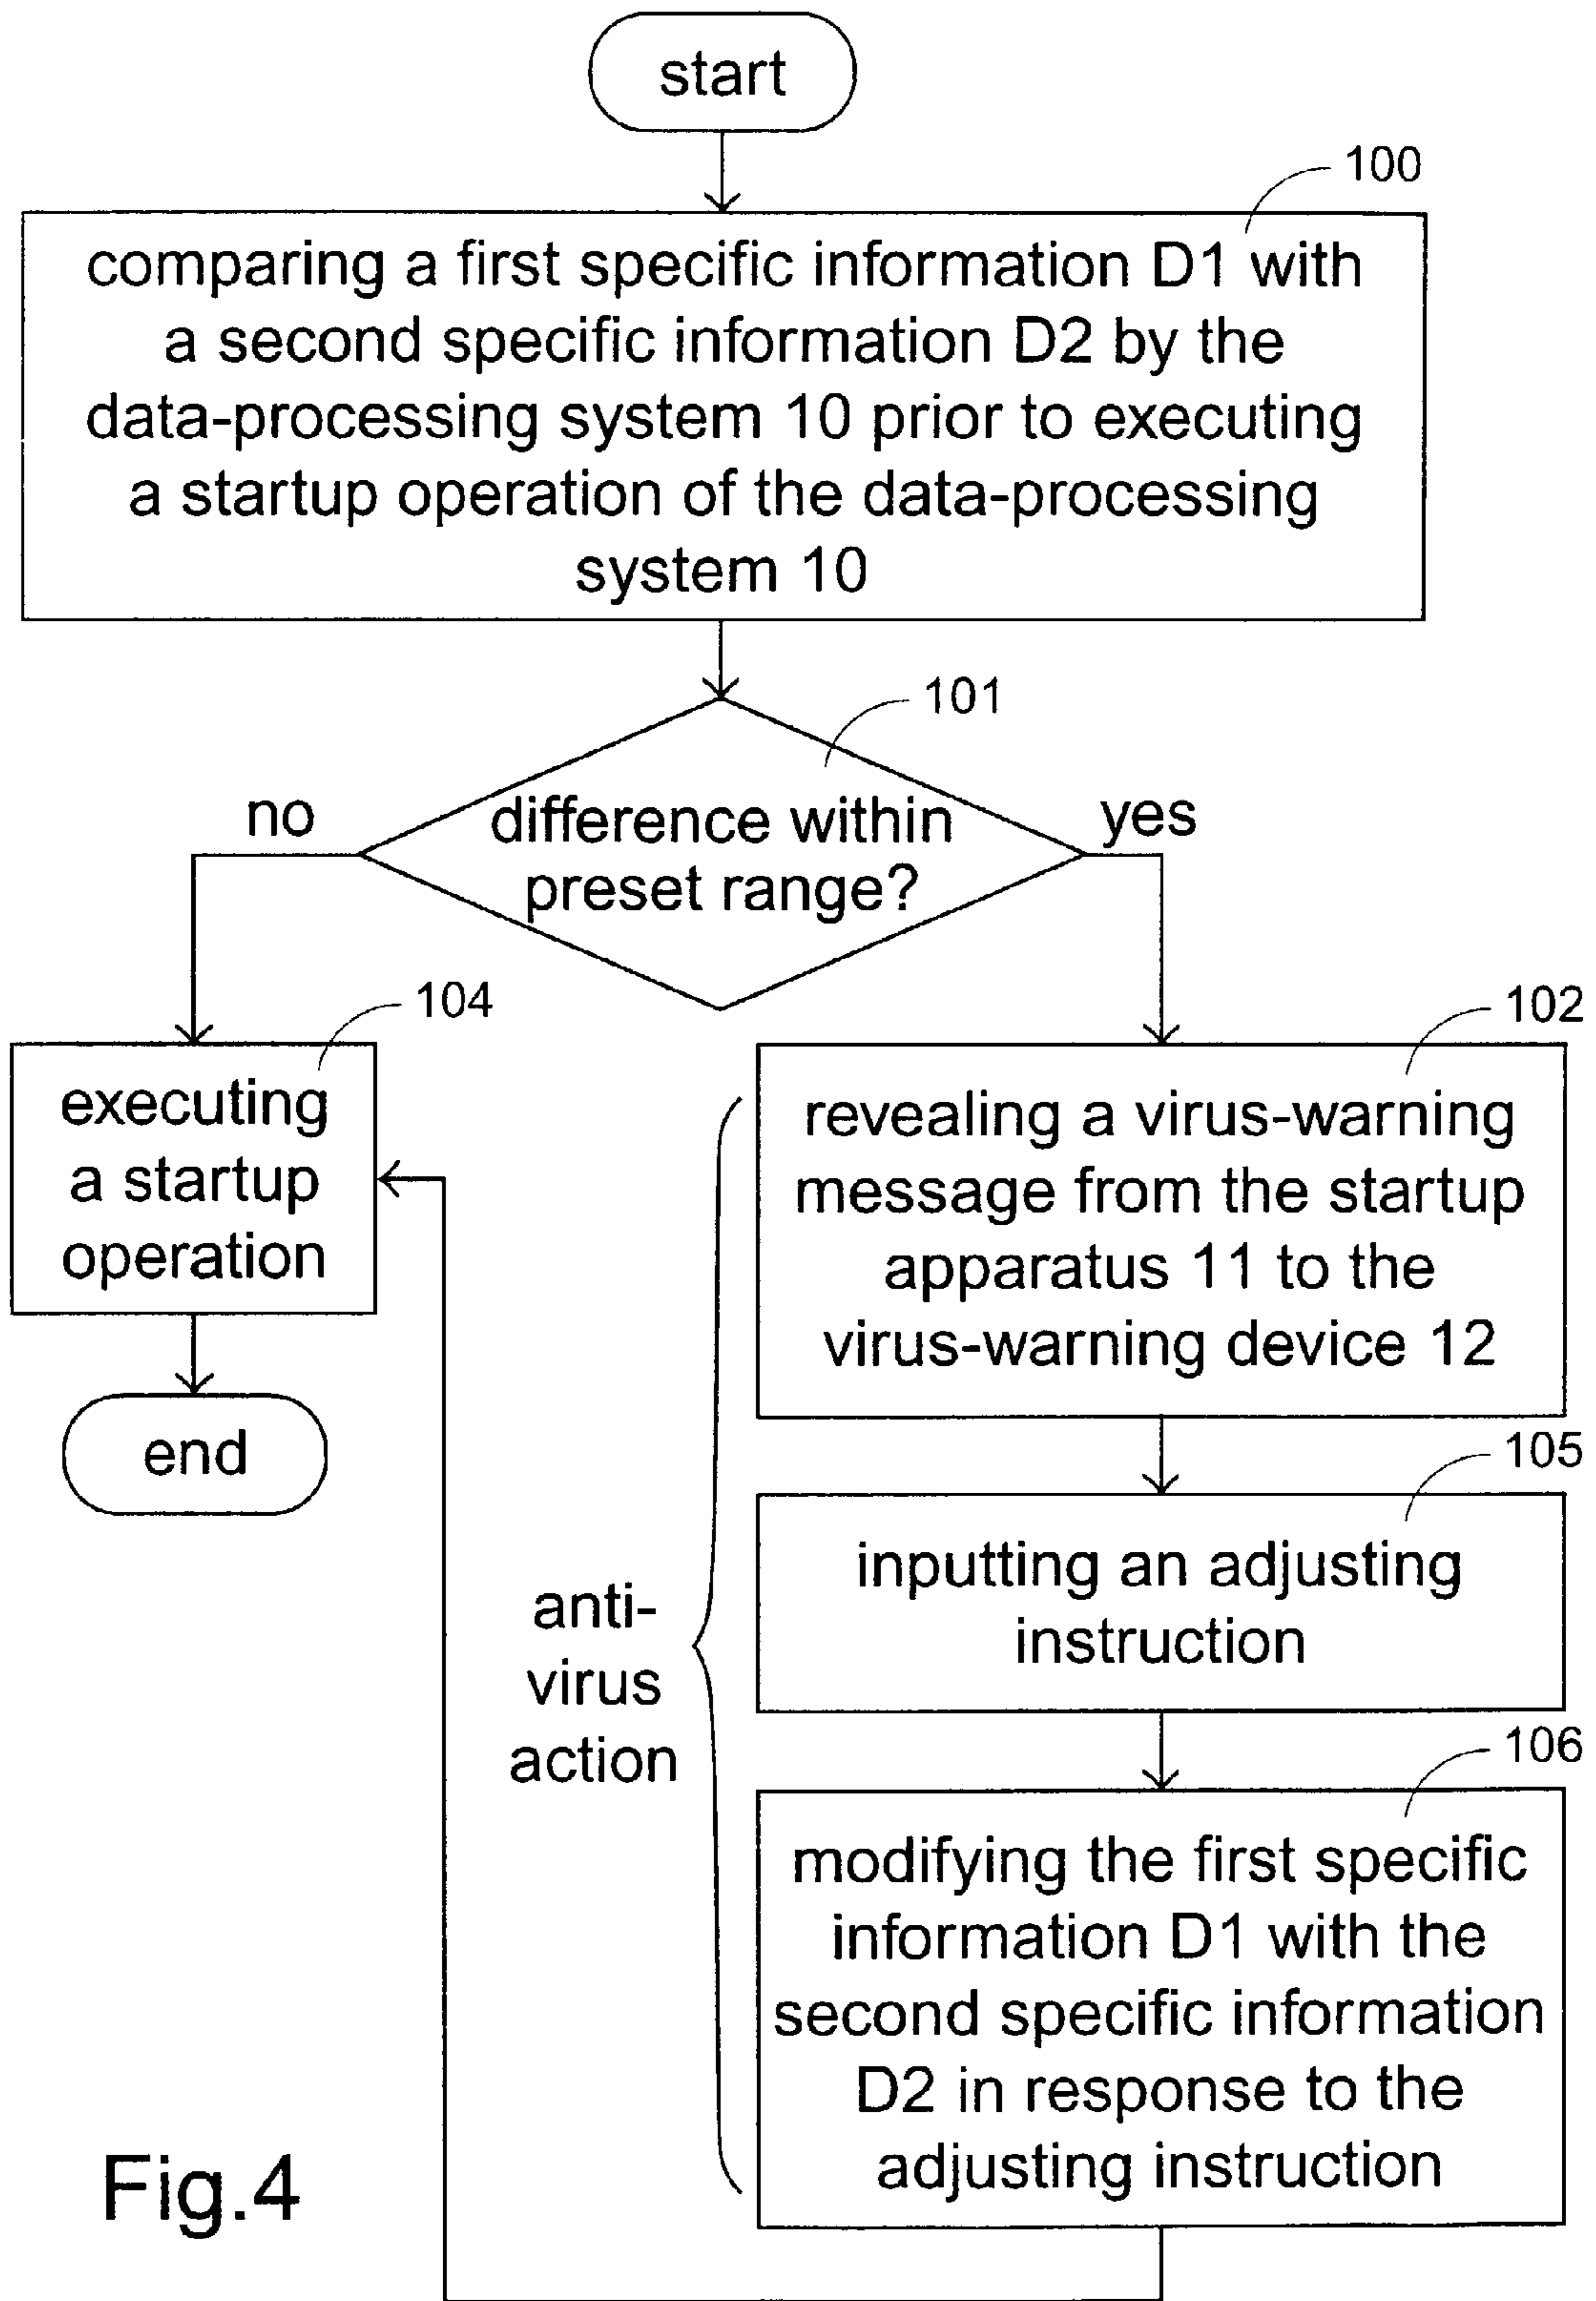 start
100
comparing a first specific information D1 with
a second specific information D2 by the
data-processing system 10 prior to executing
a startup operation of the data-processing
system 10
101
no
difference within
preset range?
yes
104
executing
a startup
operation
end
102
revealing a virus-warning
message from the startup
apparatus 11 to the
virus-warning device 12
105
inputting an adjusting
instruction
anti-
virus
action
106
modifying the first specific
information D1 with the
second specific information
D2 in response to the
adjusting instruction
Fig.4